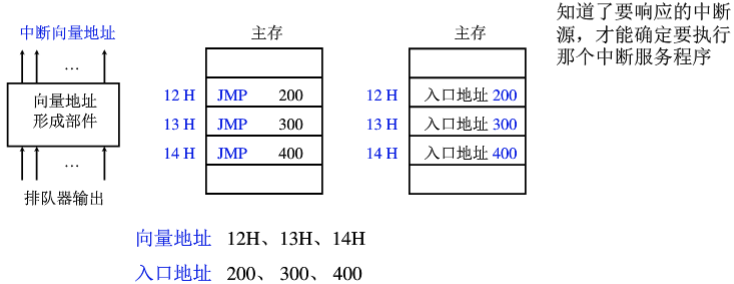 中断向量地址
…
向量地址
形成部件
…
排队器输出
主存
12 H JMP 200
13 H JMP 300
14 H JMP 400
主存
12 H 入口地址 200
13 H 入口地址 300
14 H 入口地址 400
知道了要响应的中断
源，才能确定要执行
那个中断服务程序
向量地址 12H、13H、14H
入口地址 200、 300、 400